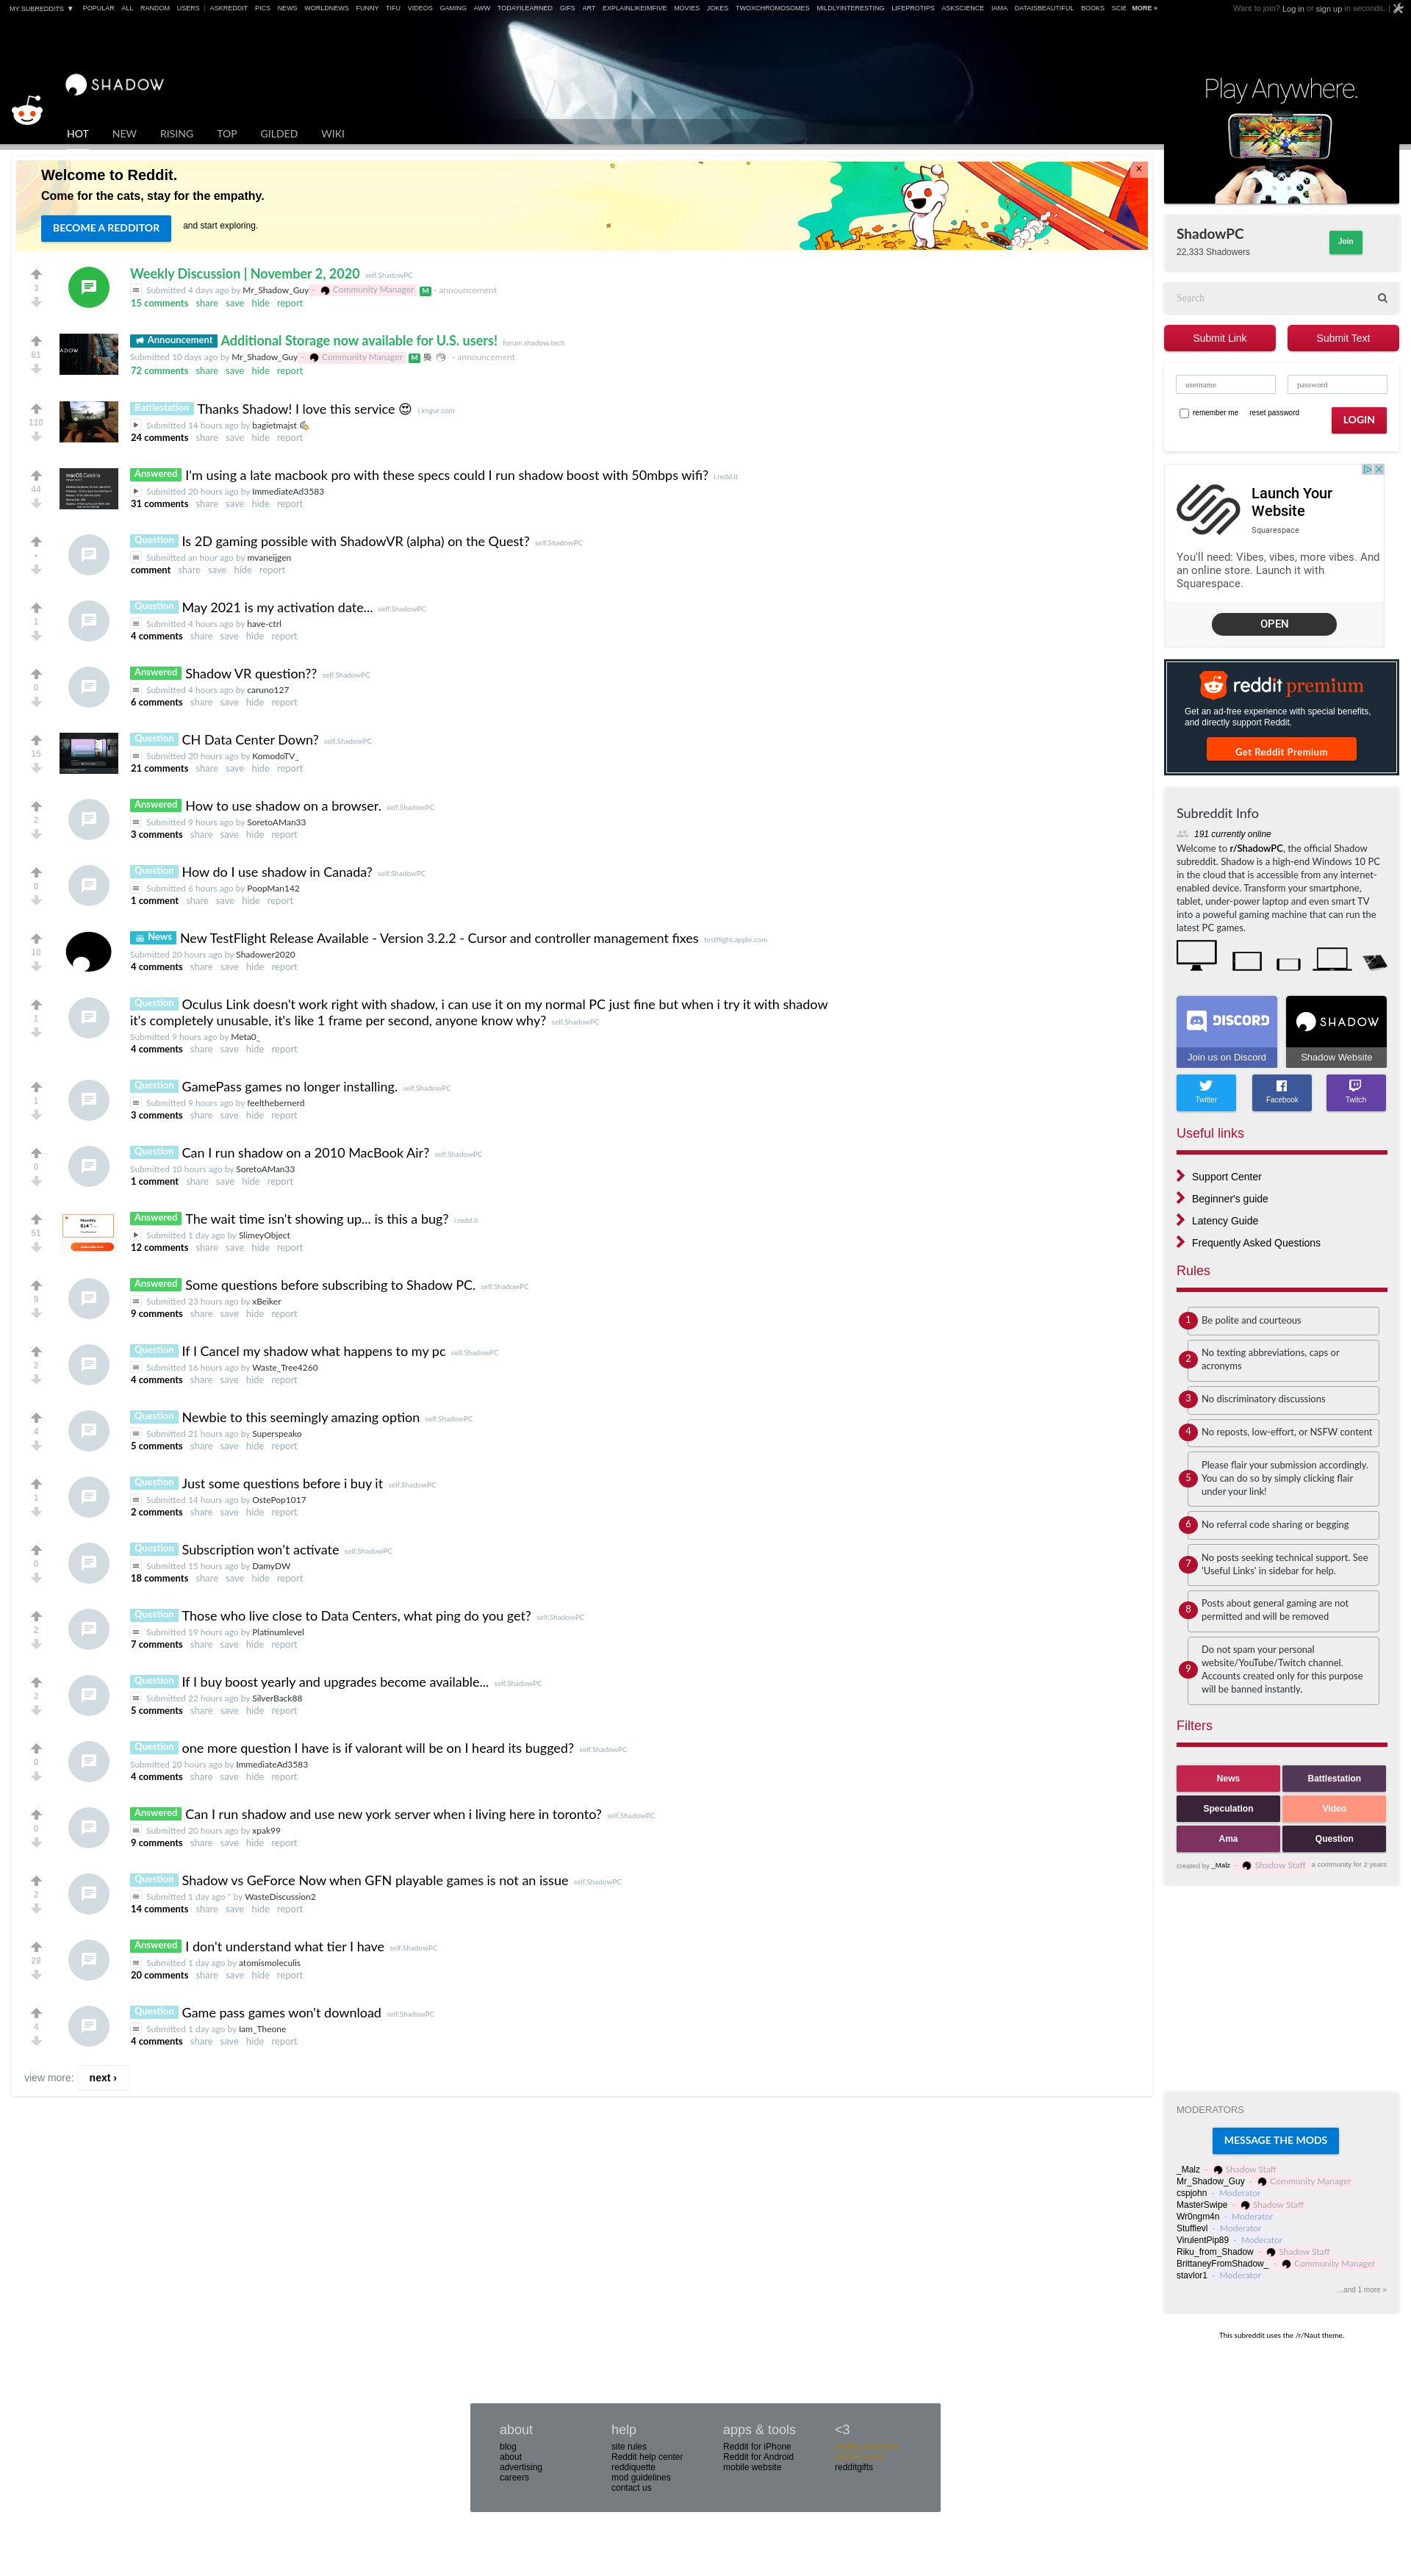 MY SUBREDDITS ▼ POPULAR ALL RANDOM USERS | ASKREDDIT PICS NEWS WORLDNEWS FUNNY TIFU VIDEOS GAMING AWW TODAYILEARNED GIFS ART EXPLAINLIKEIMFIVE MOVIES JOKES TWOXCHROMOSOMES MILDLYINTERESTING LIFEPROTIPS ASKSCIENCE IAMA DATAISBEAUTIFUL BOOKS SCIE MORE »
Want to join? Log in or sign up in seconds. |
SHADOW
HOT NEW RISING TOP GILDED WIKI
Welcome to Reddit.
Come for the cats, stay for the empathy.
BECOME A REDDITOR and start exploring.
×
3
Weekly Discussion | November 2, 2020 self.ShadowPC
Submitted 4 days ago by Mr_Shadow_Guy - Community Manager M - announcement
15 comments share save hide report
81
Announcement Additional Storage now available for U.S. users! forum.shadow.tech
Submitted 10 days ago by Mr_Shadow_Guy - Community Manager M - announcement
72 comments share save hide report
110
Battlestation Thanks Shadow! I love this service 😍 i.imgur.com
Submitted 14 hours ago by bagietmajst
24 comments share save hide report
44
macOS Catalina
Answered I'm using a late macbook pro with these specs could I run shadow boost with 50mbps wifi? i.redd.it
Submitted 20 hours ago by ImmediateAd3583
31 comments share save hide report
•
Question Is 2D gaming possible with ShadowVR (alpha) on the Quest? self.ShadowPC
Submitted an hour ago by mvaneijgen
comment share save hide report
1
Question May 2021 is my activation date... self.ShadowPC
Submitted 4 hours ago by have-ctrl
4 comments share save hide report
0
Answered Shadow VR question?? self.ShadowPC
Submitted 4 hours ago by caruno127
6 comments share save hide report
15
Question CH Data Center Down? self.ShadowPC
Submitted 20 hours ago by KomodoTV_
21 comments share save hide report
2
Answered How to use shadow on a browser. self.ShadowPC
Submitted 9 hours ago by SoretoAMan33
3 comments share save hide report
0
Question How do I use shadow in Canada? self.ShadowPC
Submitted 6 hours ago by PoopMan142
1 comment share save hide report
10
News New TestFlight Release Available - Version 3.2.2 - Cursor and controller management fixes testflight.apple.com
Submitted 20 hours ago by Shadower2020
4 comments share save hide report
1
Question Oculus Link doesn't work right with shadow, i can use it on my normal PC just fine but when i try it with shadow
it's completely unusable, it's like 1 frame per second, anyone know why? self.ShadowPC
Submitted 9 hours ago by Meta0_
4 comments share save hide report
1
Question GamePass games no longer installing. self.ShadowPC
Submitted 9 hours ago by feelthebernerd
3 comments share save hide report
0
Question Can I run shadow on a 2010 MacBook Air? self.ShadowPC
Submitted 10 hours ago by SoretoAMan33
1 comment share save hide report
51
Monthly
$14
Answered The wait time isn't showing up... is this a bug? i.redd.it
Submitted 1 day ago by SlimeyObject
12 comments share save hide report
9
Answered Some questions before subscribing to Shadow PC. self.ShadowPC
Submitted 23 hours ago by xBeiker
9 comments share save hide report
2
Question If I Cancel my shadow what happens to my pc self.ShadowPC
Submitted 16 hours ago by Waste_Tree4260
4 comments share save hide report
4
Question Newbie to this seemingly amazing option self.ShadowPC
Submitted 21 hours ago by Superspeako
5 comments share save hide report
1
Question Just some questions before i buy it self.ShadowPC
Submitted 14 hours ago by OstePop1017
2 comments share save hide report
0
Question Subscription won't activate self.ShadowPC
Submitted 15 hours ago by DamyDW
18 comments share save hide report
2
Question Those who live close to Data Centers, what ping do you get? self.ShadowPC
Submitted 19 hours ago by Platinumlevel
7 comments share save hide report
2
Question If I buy boost yearly and upgrades become available... self.ShadowPC
Submitted 22 hours ago by SilverBack88
5 comments share save hide report
0
Question one more question I have is if valorant will be on I heard its bugged? self.ShadowPC
Submitted 20 hours ago by ImmediateAd3583
4 comments share save hide report
0
Answered Can I run shadow and use new york server when i living here in toronto? self.ShadowPC
Submitted 20 hours ago by xpak99
9 comments share save hide report
2
Question Shadow vs GeForce Now when GFN playable games is not an issue self.ShadowPC
Submitted 1 day ago * by WasteDiscussion2
14 comments share save hide report
28
Answered I don't understand what tier I have self.ShadowPC
Submitted 1 day ago by atomismoleculis
20 comments share save hide report
4
Question Game pass games won't download self.ShadowPC
Submitted 1 day ago by Iam_Theone
4 comments share save hide report
view more: next ›
Play Anywhere.
ShadowPC
22,333 Shadowers
Join
Search
Submit Link Submit Text
username password
remember me reset password LOGIN
Launch Your
Website
Squarespace
You'll need: Vibes, vibes, more vibes. And
an online store. Launch it with
Squarespace.
OPEN
reddit premium
Get an ad-free experience with special benefits,
and directly support Reddit.
Get Reddit Premium
Subreddit Info
191 currently online
Welcome to r/ShadowPC, the official Shadow
subreddit. Shadow is a high-end Windows 10 PC
in the cloud that is accessible from any internet-
enabled device. Transform your smartphone,
tablet, under-power laptop and even smart TV
into a poweful gaming machine that can run the
latest PC games.
DISCORD SHADOW
Join us on Discord Shadow Website
Twitter Facebook Twitch
Useful links
Support Center
Beginner's guide
Latency Guide
Frequently Asked Questions
Rules
1 Be polite and courteous
2 No texting abbreviations, caps or
acronyms
3 No discriminatory discussions
4 No reposts, low-effort, or NSFW content
5 Please flair your submission accordingly.
You can do so by simply clicking flair
under your link!
6 No referral code sharing or begging
7 No posts seeking technical support. See
'Useful Links' in sidebar for help.
8 Posts about general gaming are not
permitted and will be removed
9 Do not spam your personal
website/YouTube/Twitch channel.
Accounts created only for this purpose
will be banned instantly.
Filters
News Battlestation
Speculation Video
Ama Question
created by _Malz - Shadow Staff a community for 2 years
MODERATORS
MESSAGE THE MODS
_Malz - Shadow Staff
Mr_Shadow_Guy - Community Manager
cspjohn - Moderator
MasterSwipe - Shadow Staff
Wr0ngm4n - Moderator
Stuffievl - Moderator
VirulentPip89 - Moderator
Riku_from_Shadow - Shadow Staff
BrittaneyFromShadow_ - Community Manager
stavlor1 - Moderator
...and 1 more »
This subreddit uses the /r/Naut theme.
about
blog
about
advertising
careers
help
site rules
Reddit help center
reddiquette
mod guidelines
contact us
apps & tools
Reddit for iPhone
Reddit for Android
mobile website
<3
redditgifts